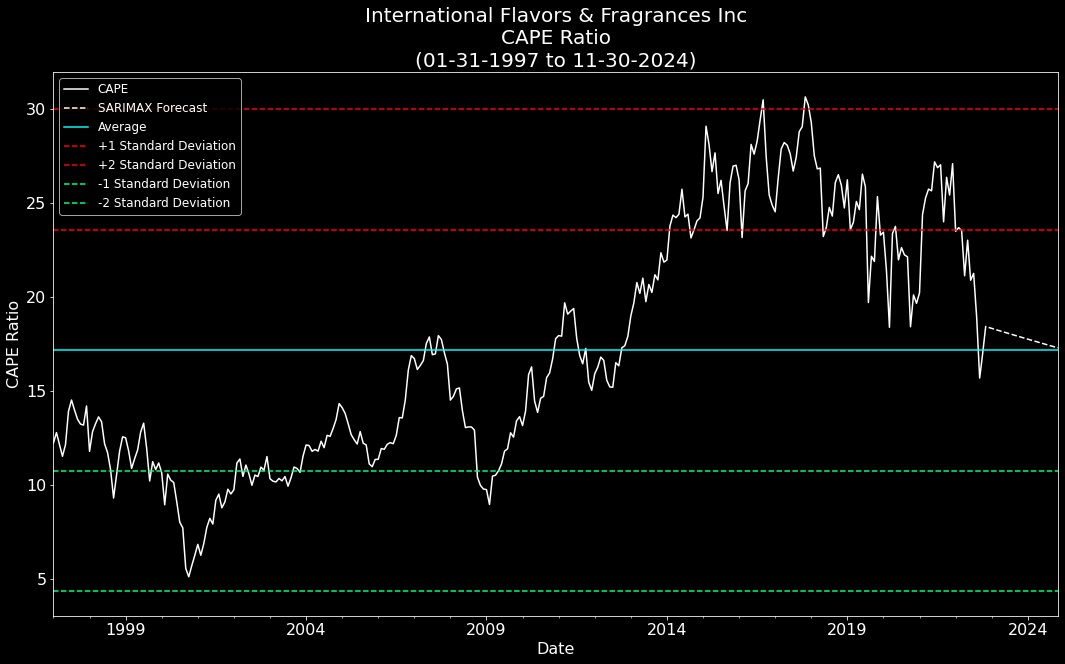 International Flavors & Fragrances Inc
CAPE Ratio
(01-31-1997 to 11-30-2024)
CAPE
SARIMAX Forecast
Average
+1 Standard Deviation
+2 Standard Deviation
-1 Standard Deviation
-2 Standard Deviation
CAPE Ratio
30
25
20
15
10
5
1999
2004
2009
2014
2019
2024
Date